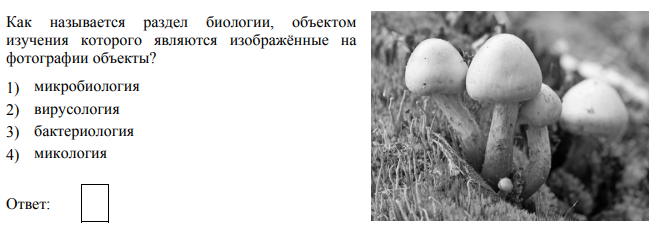 Как называется раздел биологии, объектом
изучения которого являются изображённые на
фотографии объекты?
1) микробиология
2) вирусология
3) бактериология
4) микология
Ответ: